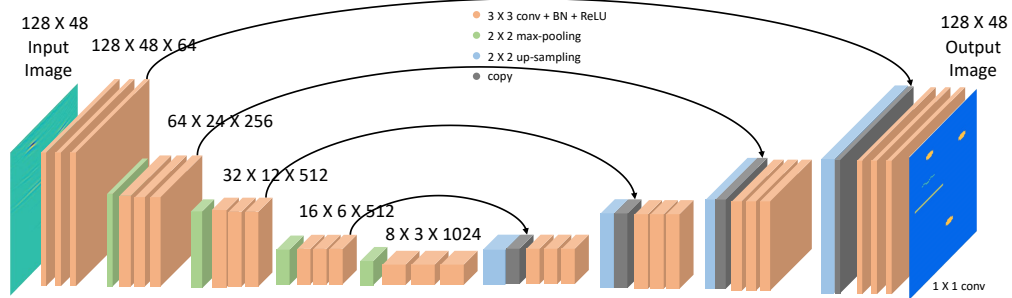 128 X 48
Input
Image
128 X 48 X 64
64 X 24 X 256
32 X 12 X 512
16 X 6 X 512
8 X 3 X 1024
3 X 3 conv + BN + ReLU
2 X 2 max-pooling
2 X 2 up-sampling
copy
128 X 48
Output
Image
1 X 1 conv